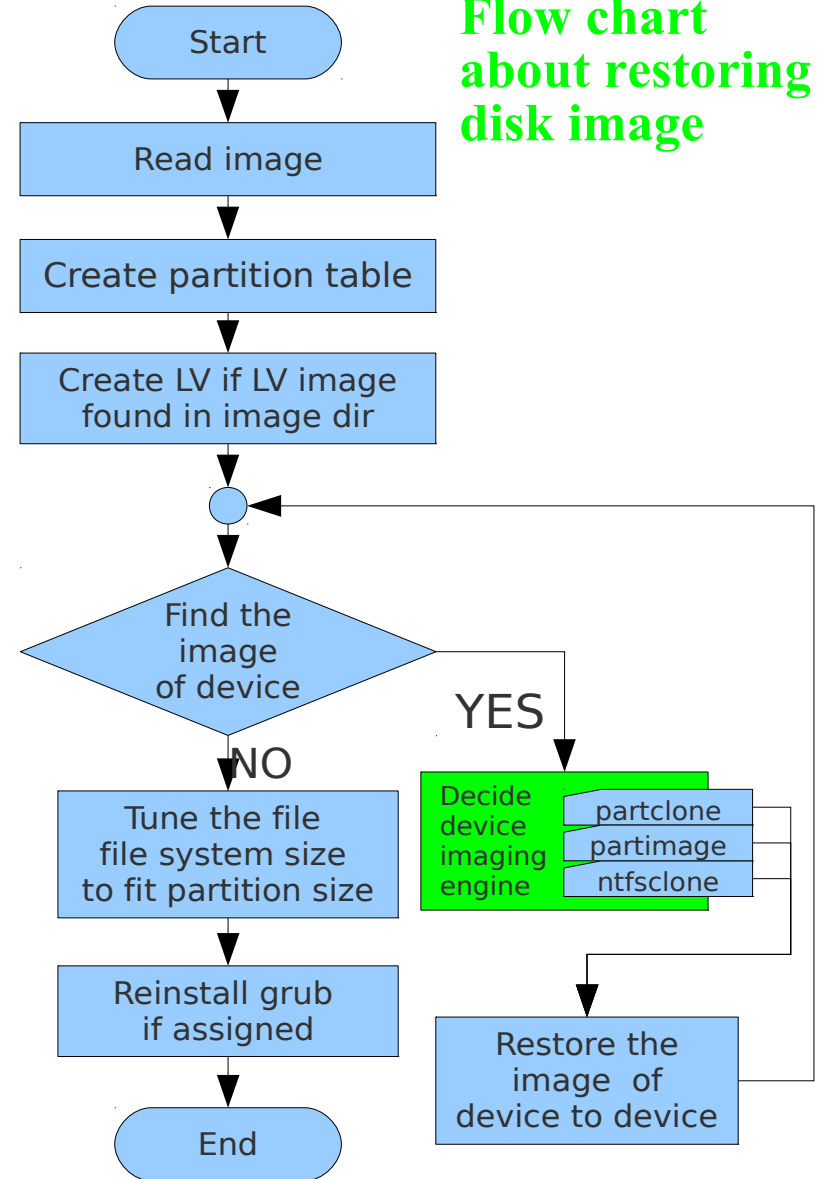 Flow chart
about restoring
disk image
Start
Read image
Create partition table
Create LV if LV image
found in image dir
Find the
image
of device
YES
NO
Decide
device
imaging
engine
partclone
partimage
ntfsclone
Tune the file
file system size
to fit partition size
Reinstall grub
if assigned
Restore the
image of
device to device
End